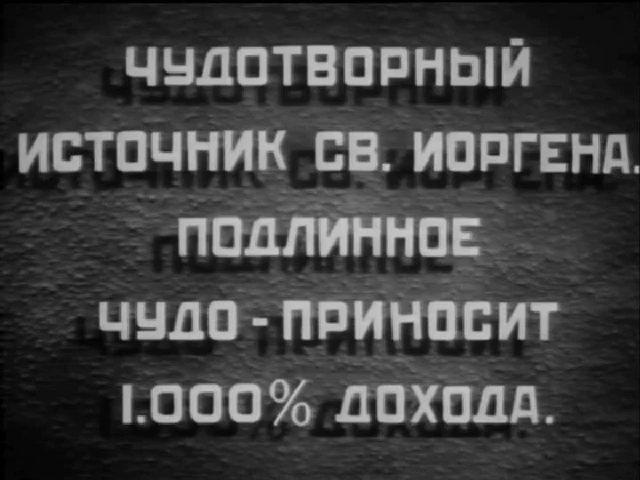 ЧУДОТВОРНЫЙ
ИСТОЧНИК СВ. ИОРГЕНА.
ПОДЛИННОЕ
ЧУДО - ПРИНОСИТ
1.000% ДОХОДА.